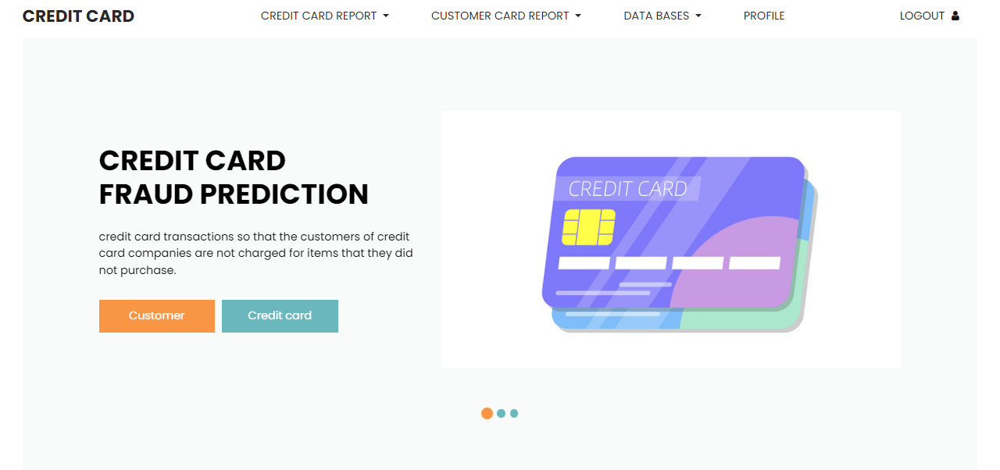 CREDIT CARD
CREDIT CARD REPORT
CUSTOMER CARD REPORT
DATA BASES
PROFILE
LOGOUT
CREDIT CARD
FRAUD PREDICTION
credit card transactions so that the customers of credit
card companies are not charged for items that they did
not purchase.
Customer
Credit card
CREDIT CARD